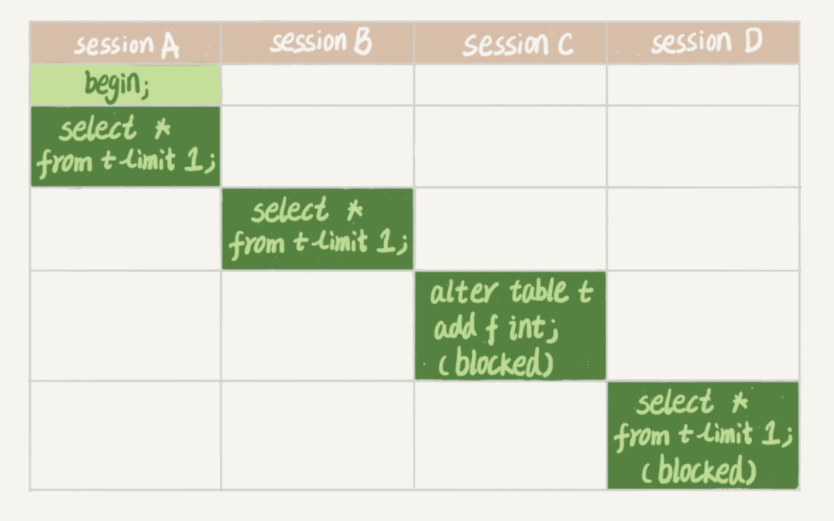 session A
session B
session C
session D
begin;
select *
from t limit 1;
select *
from t limit 1;
alter table t
add f int;
(blocked)
select *
from t limit 1;
(blocked)